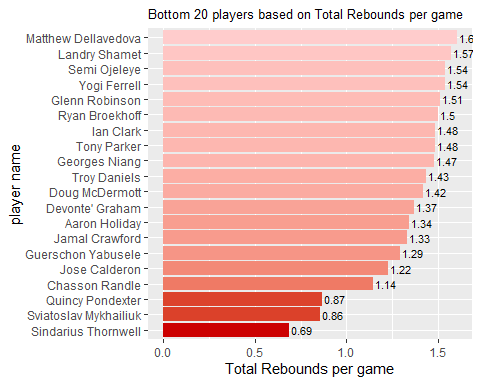 Bottom 20 players based on Total Rebounds per game
Matthew Dellavedova 1.6
Landry Shamet 1.57
Semi Ojeleye 1.54
Yogi Ferrell 1.54
Glenn Robinson 1.51
Ryan Broekhoff 1.5
Ian Clark 1.48
Tony Parker 1.48
Georges Niang 1.47
Troy Daniels 1.43
Doug McDermott 1.42
Devonte' Graham 1.37
Aaron Holiday 1.34
Jamal Crawford 1.33
Guerschon Yabusele 1.29
Jose Calderon 1.22
Chasson Randle 1.14
Quincy Pondexter 0.87
Sviatoslav Mykhailiuk 0.86
Sindarius Thornwell 0.69
player name
0.0 0.5 1.0 1.5
Total Rebounds per game